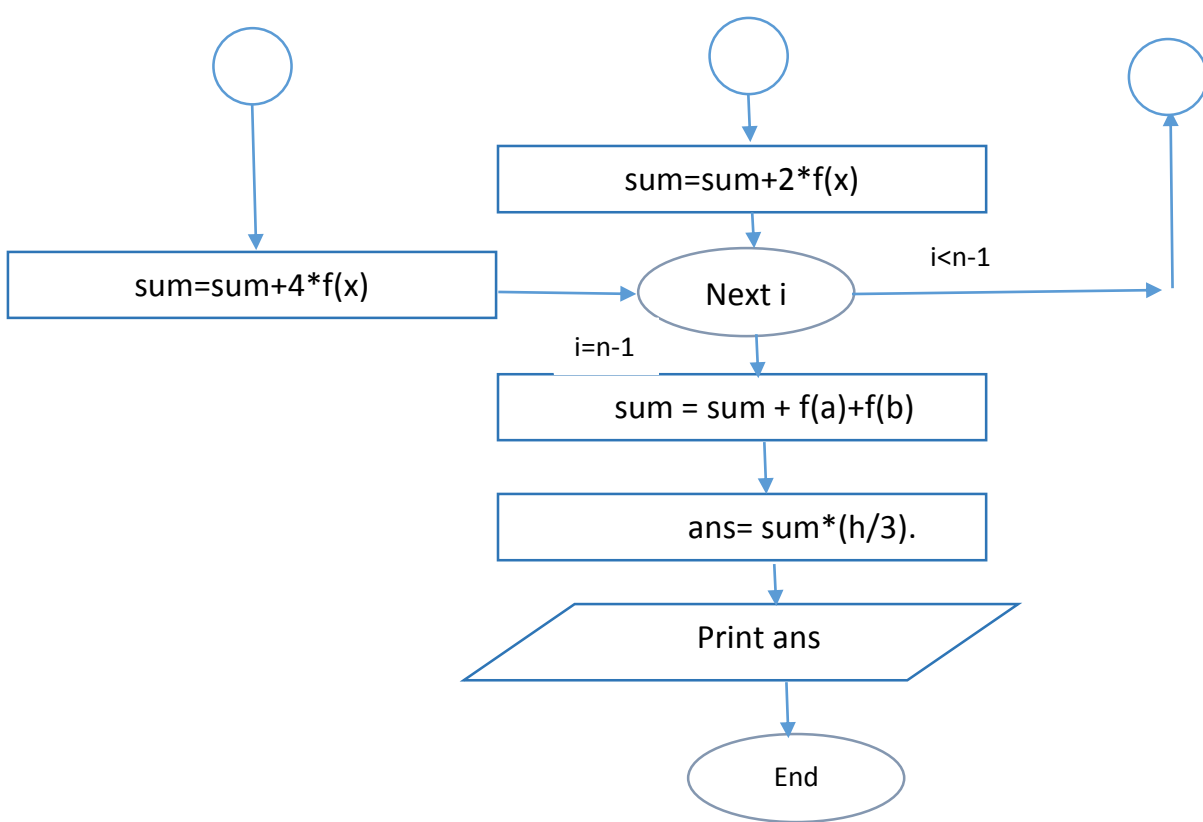 sum=sum+2*f(x)
i<n-1
sum=sum+4*f(x)
Next i
i=n-1
sum = sum + f(a)+f(b)
ans= sum*(h/3).
Print ans
End